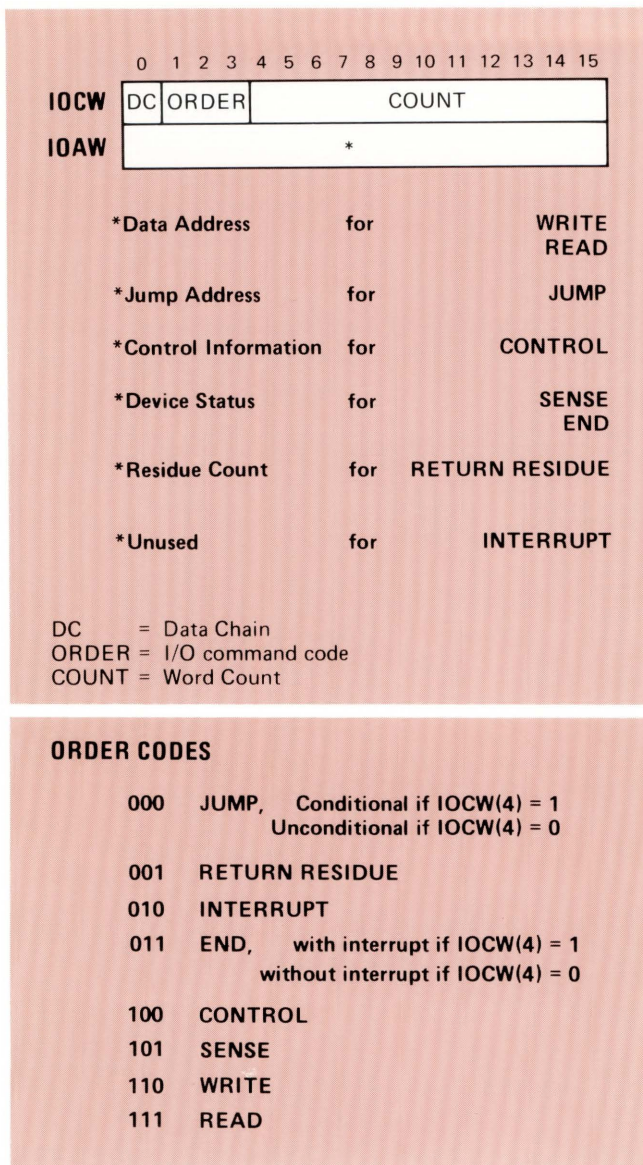 0 1 2 3 4 5 6 7 8 9 10 11 12 13 14 15
IOCW DC ORDER COUNT
IOAW *
*Data Address for WRITE
READ
*Jump Address for JUMP
*Control Information for CONTROL
*Device Status for SENSE
END
*Residue Count for RETURN RESIDUE
*Unused for INTERRUPT
DC = Data Chain
ORDER = I/O command code
COUNT = Word Count
ORDER CODES
000 JUMP, Conditional if IOCW(4) = 1
Unconditional if IOCW(4) = 0
001 RETURN RESIDUE
010 INTERRUPT
011 END, with interrupt if IOCW(4) = 1
without interrupt if IOCW(4) = 0
100 CONTROL
101 SENSE
110 WRITE
111 READ